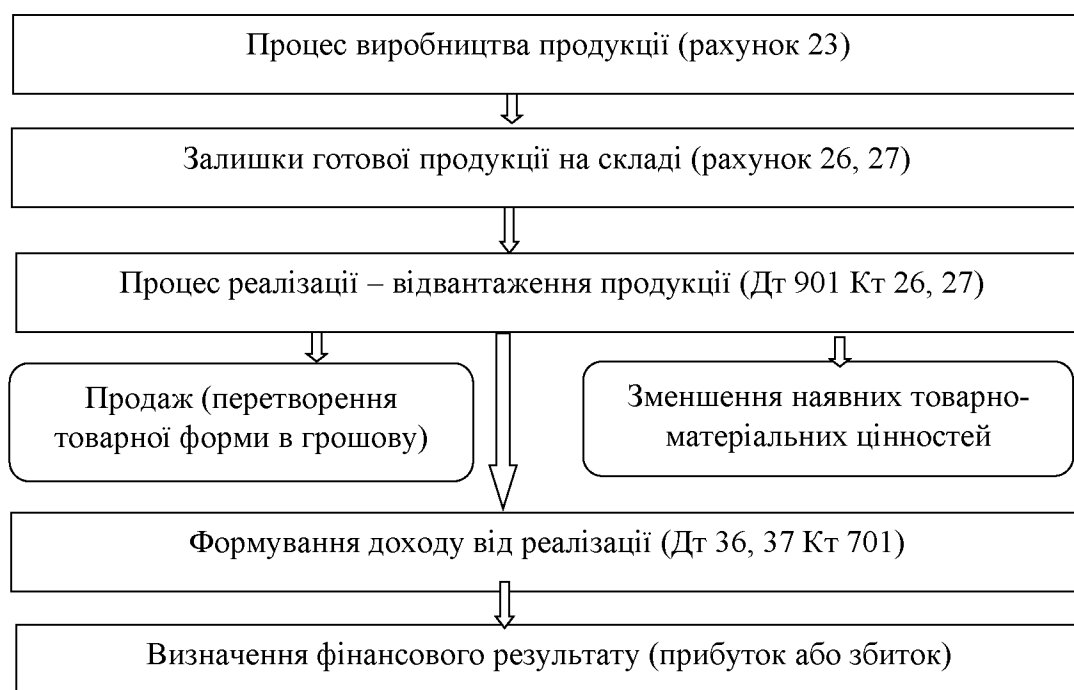 Процес виробництва продукції (рахунок 23)
Залишки готової продукції на складі (рахунок 26, 27)
Процес реалізації – відвантаження продукції (Дт 901 Кт 26, 27)
Продаж (перетворення
товарної форми в грошову)
Зменшення наявних товарно-
матеріальних цінностей
Формування доходу від реалізації (Дт 36, 37 Кт 701)
Визначення фінансового результату (прибуток або збиток)